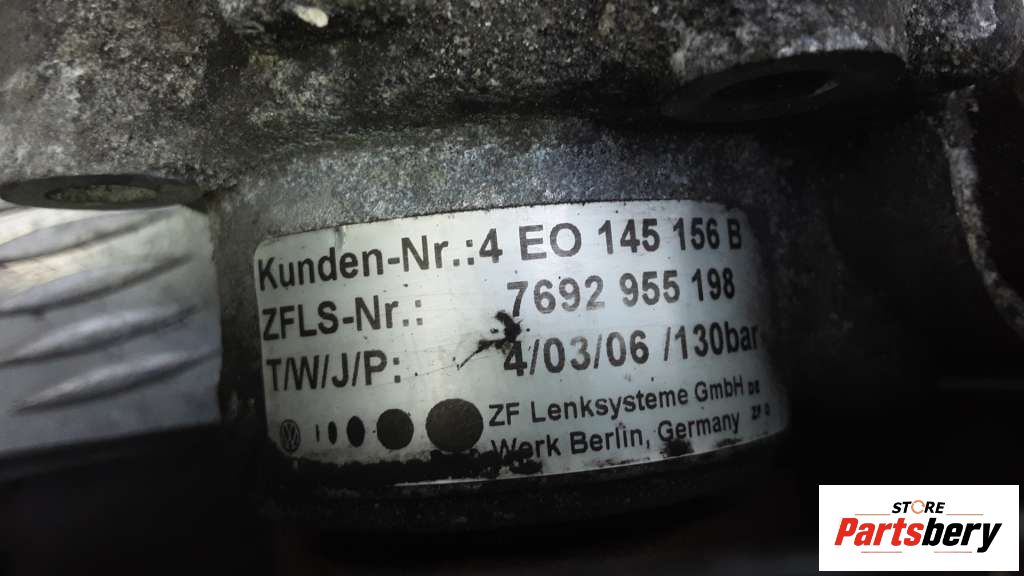 Kunden-Nr.:4 EO 145 156 B
ZFLS-Nr.: 7692 955 198
T/W/J/P: 4/03/06 /130bar
ZF Lenksysteme GmbH
Werk Berlin, Germany
STORE
Partsbery